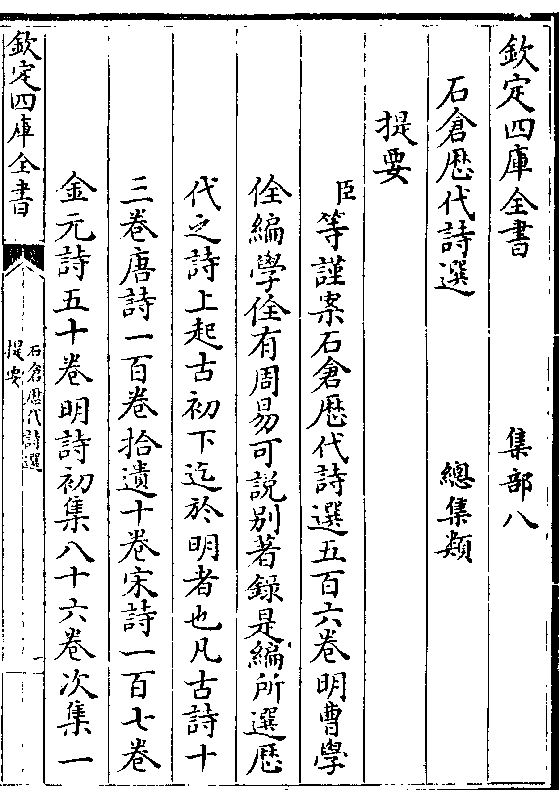 欽定四庫全書　集部八
石倉歴代詩選　總集類
提要
臣等謹案石倉歴代詩選五百六卷明曹學
佺編學佺有周易可説别著錄是編所選歴
代之詩上起古初下迄於明者也凡古詩十
三卷唐詩一百卷拾遺十卷宋詩一百七卷
金元詩五十卷明詩初集八十六卷次集一
欽定四庫全書
石倉歴代詩選
提要